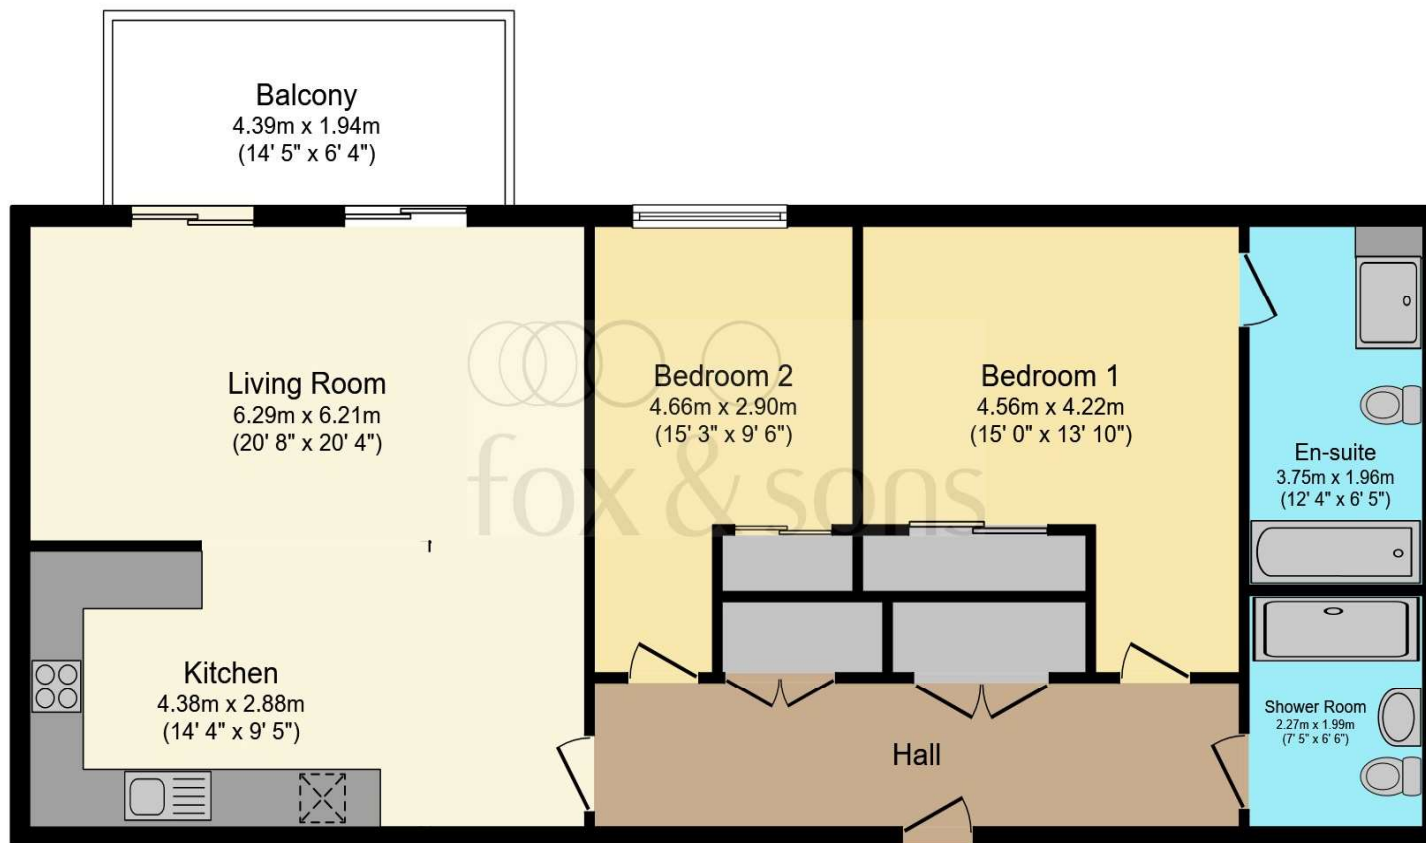 Balcony
4.39m x 1.94m
(14' 5" x 6' 4")
Living Room
6.29m x 6.21m
(20' 8" x 20' 4")
Bedroom 2
4.66m x 2.90m
(15' 3" x 9' 6")
Bedroom 1
4.56m x 4.22m
(15' 0" x 13' 10")
fox & sons
En-suite
3.75m x 1.96m
(12' 4" x 6' 5")
Kitchen
4.38m x 2.88m
(14' 4" x 9' 5")
Hall
Shower Room
2.27m x 1.99m
(7' 5" x 6' 6")